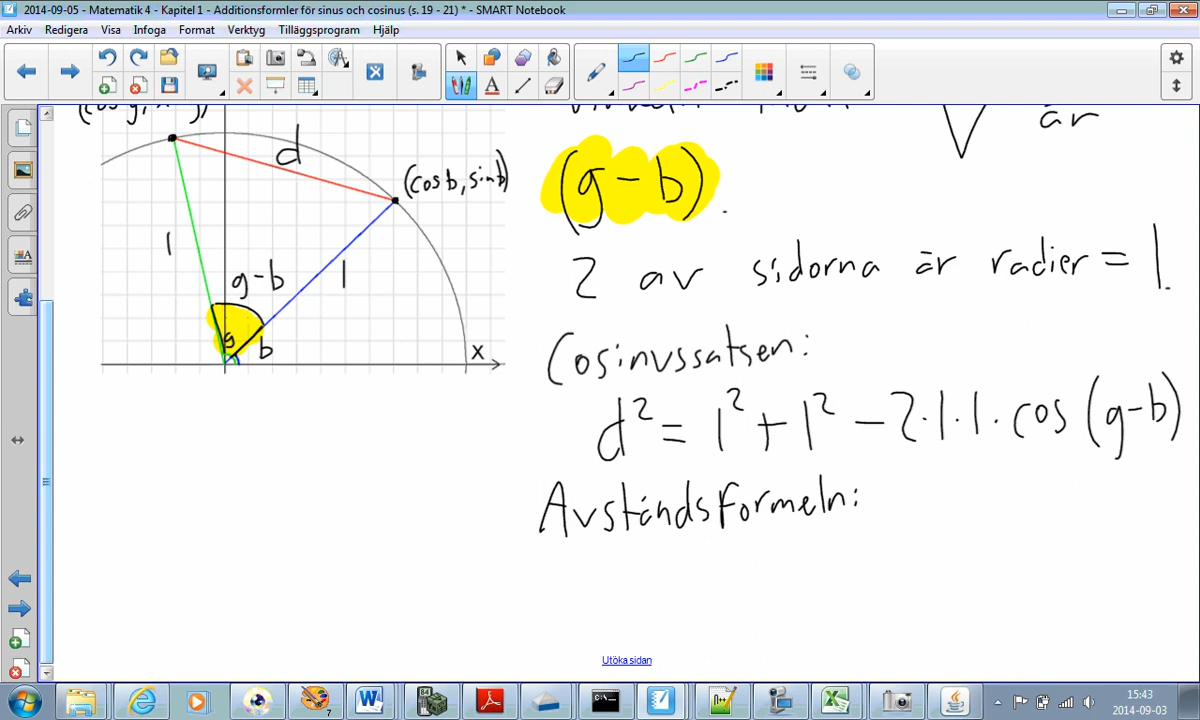 2014-09-05 - Matematik 4 - Kapitel 1 - Additionsformler för sinus och cosinus (s. 19 - 21) * - SMART Notebook
Arkiv Redigera Visa Infoga Format Verktyg Tilläggsprogram Hjälp
d
(cosb, sinb)
1
g-b
1
g
b
x
är
(g-b).
2 av sidorna är radier = 1.
Cosinussatsen:
d² = 1² + 1² - 2·1·1·cos (g-b)
Avståndsformeln:
Utöka sidan
15:43
2014-09-03